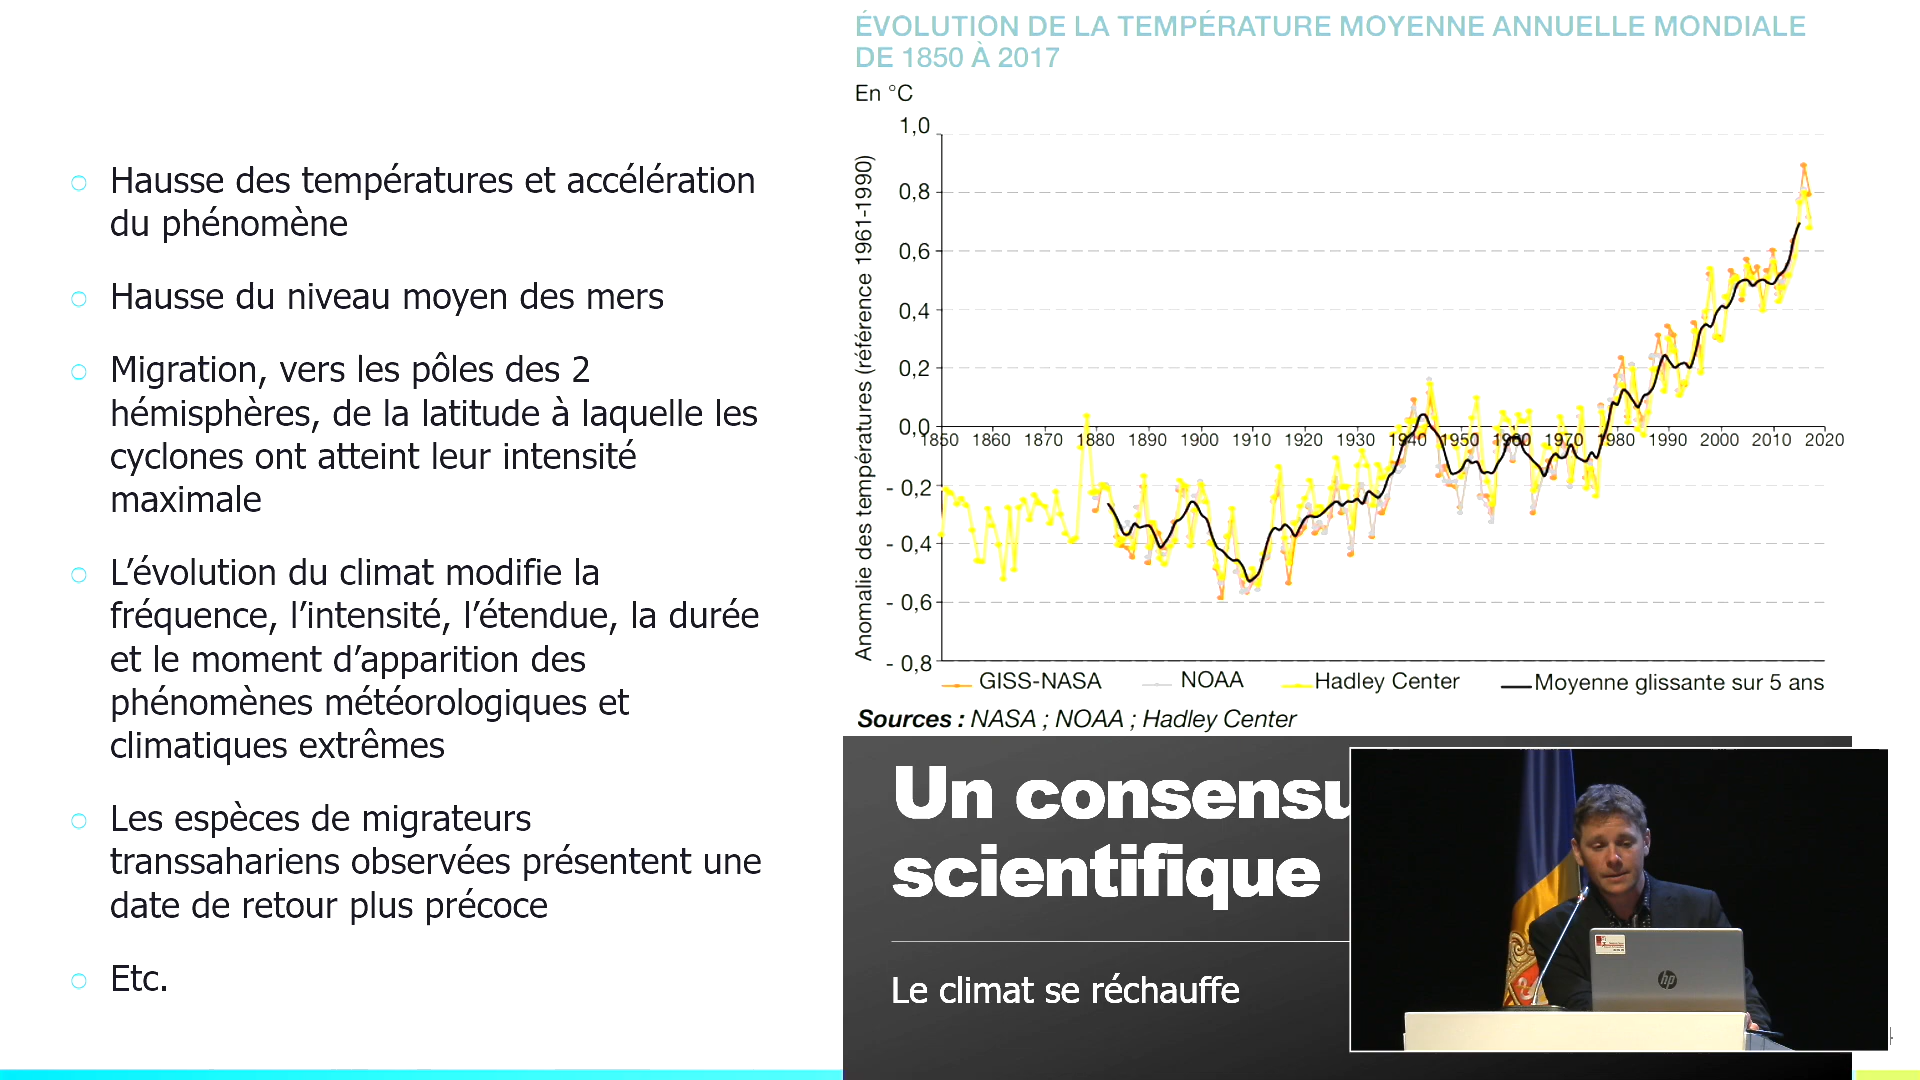 Hausse des températures et accélération
du phénomène
Hausse du niveau moyen des mers
Migration, vers les pôles des 2
hémisphères, de la latitude à laquelle les
cyclones ont atteint leur intensité
maximale
L’évolution du climat modifie la
fréquence, l’intensité, l’étendue, la durée
et le moment d’apparition des
phénomènes météorologiques et
climatiques extrêmes
Les espèces de migrateurs
transsahariens observées présentent une
date de retour plus précoce
Etc.
ÉVOLUTION DE LA TEMPÉRATURE MOYENNE ANNUELLE MONDIALE
DE 1850 À 2017
En °C
Anomalie des températures (référence 1961-1990)
1,0
0,8
0,6
0,4
0,2
0,0
- 0,2
- 0,4
- 0,6
- 0,8
1850 1860 1870 1880 1890 1900 1910 1920 1930 1940 1950 1960 1970 1980 1990 2000 2010 2020
GISS-NASA NOAA Hadley Center Moyenne glissante sur 5 ans
Sources : NASA ; NOAA ; Hadley Center
Un consensu
scientifique
Le climat se réchauffe
hp